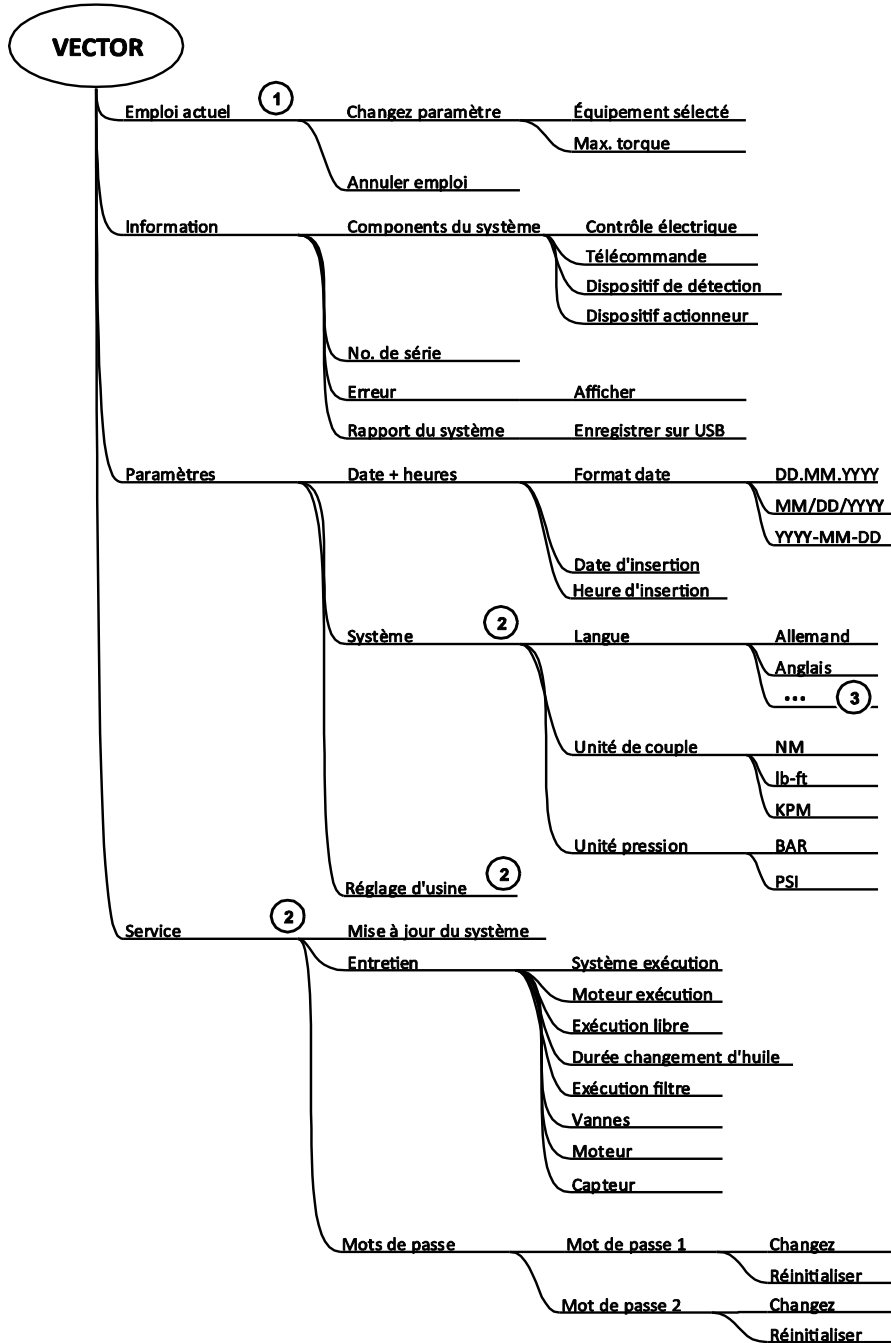 VECTOR
Emploi actuel 1 Changez paramètre Équipement sélecté
Max. torque
Annuler emploi
Information Components du système Contrôle électrique
Télécommande
Dispositif de détection
Dispositif actionneur
No. de série
Erreur Afficher
Rapport du système Enregistrer sur USB
Paramètres Date + heures Format date DD.MM.YYYY
MM/DD/YYYY
YYYY-MM-DD
Date d'insertion
Heure d'insertion
Système 2 Langue Allemand
Anglais
... 3
Unité de couple NM
lb-ft
KPM
Unité pression BAR
PSI
Réglage d'usine 2
Service 2 Mise à jour du système
Entretien Système exécution
Moteur exécution
Exécution libre
Durée changement d'huile
Exécution filtre
Vannes
Moteur
Capteur
Mots de passe Mot de passe 1 Changez
Réinitialiser
Mot de passe 2 Changez
Réinitialiser